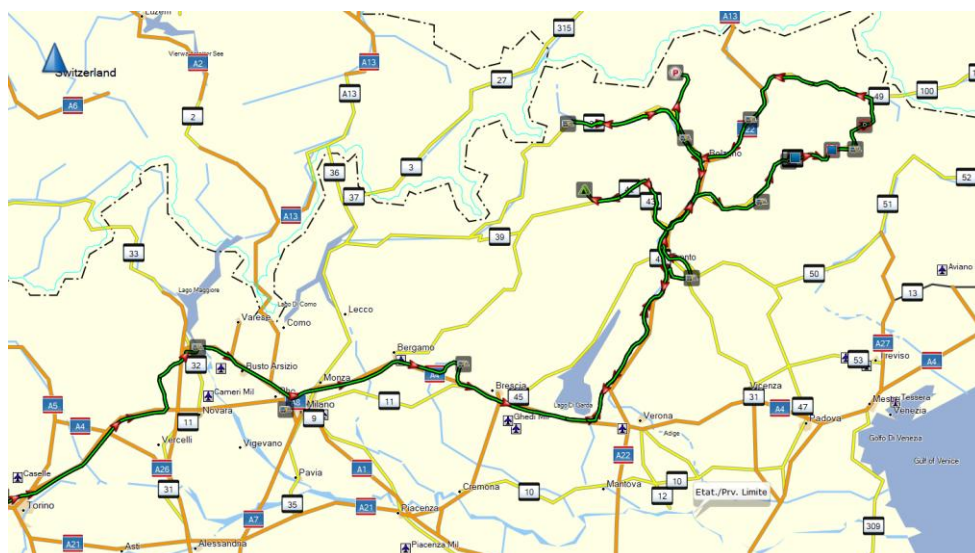 Luzern
A13
315
Vierwaldstätter See
A2
A13
27
Switzerland
A6
2
A13
49
100
36
3
37
52
A13
43
51
39
33
50
Aviano
Lago Maggiore
Lago Di Como
13
Lecco
Varese
Como
A27
Bergamo
53
Treviso
32
Busto Arsizio
Monza
A4
A5
Cameri Mil
Brescia
Vicenza
11
45
31
Mestre
Tessera
Novara
Milano
Lago Di Garda
A4
47
Venezia
A4
11
9
Verona
Padova
Vercelli
Vigevano
Adige
Golfo Di Venezia
Caselle
A26
Pavia
A1
A22
Gulf of Venice
31
Cremona
10
Mantova
10
12
Etat./Prv. Limite
Torino
35
A21
Piacenza
A7
309
A21
Asti
Alessandria
Piacenza Mil